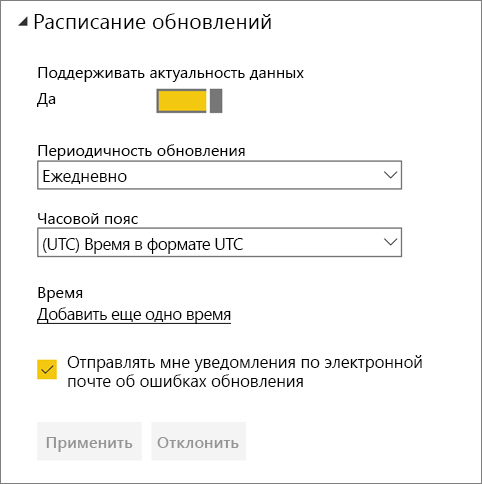 Расписание обновлений
Поддерживать актуальность данных
Да
Периодичность обновления
Ежедневно
Часовой пояс
(UTC) Время в формате UTC
Время
Добавить еще одно время
Отправлять мне уведомления по электронной
почте об ошибках обновления
Применить Отклонить